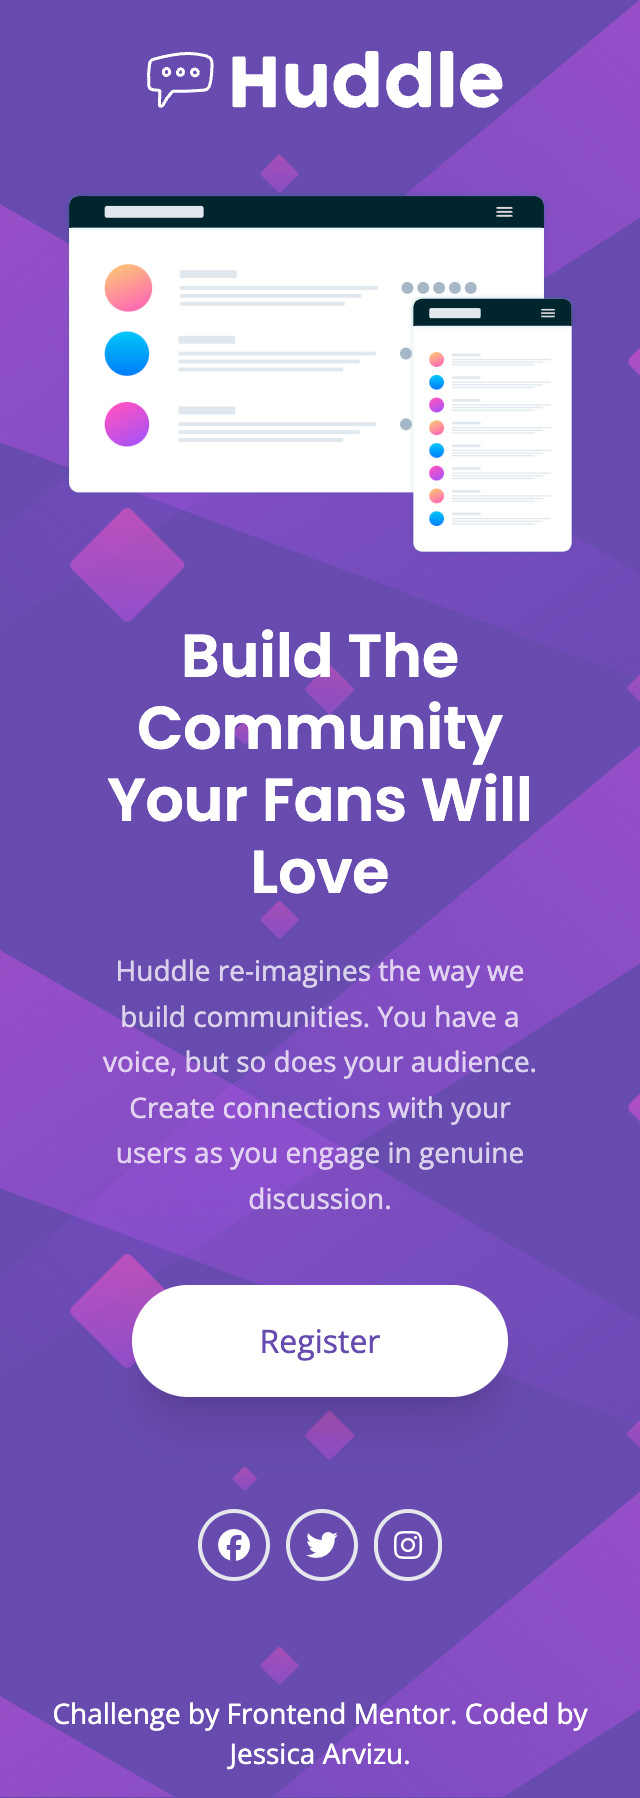 Huddle
Build The
Community
Your Fans Will
Love
Huddle re-imagines the way we
build communities. You have a
voice, but so does your audience.
Create connections with your
users as you engage in genuine
discussion.
Register
Challenge by Frontend Mentor. Coded by
Jessica Arvizu.